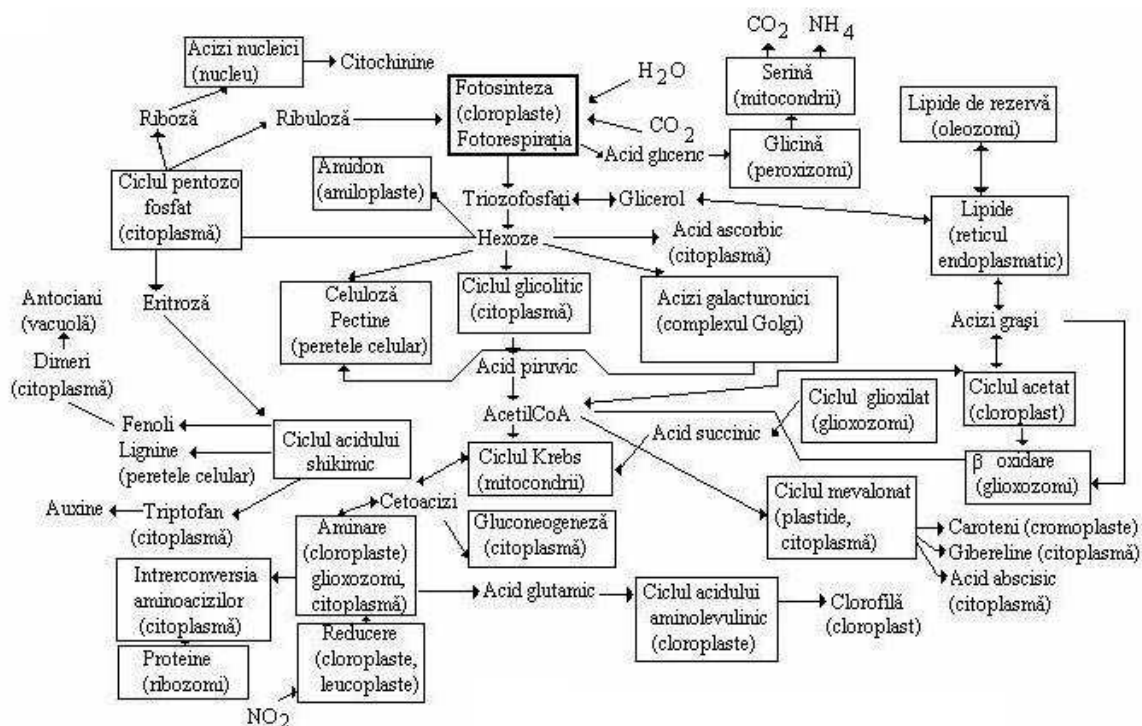 CO2
NH4
Acizi nucleici
(nucleu)
Citochinine
H2O
Serină
(mitocondrii)
Riboză
Ribuloză
Fotosinteza
(cloroplaste)
Fotorespirația
CO2
Acid gliceric
Glicină
(peroxizomi)
Lipide de rezervă
(oleozomi)
Ciclul pentozo
fosfat
(citoplasmă)
Amidon
(amiloplaste)
Triozofosfați
Glicerol
Hexoze
Acid ascorbic
(citoplasmă)
Lipide
(reticul
endoplasmatic)
Antociani
(vacuolă)
Eritroză
Celuloză
Pectine
(peretele celular)
Ciclul glicolitic
(citoplasmă)
Acizi galacturonici
(complexul Golgi)
Acizi grași
Dimeri
(citoplasmă)
Acid piruvic
Ciclul acetat
(cloroplast)
AcetilCoA
Ciclul glioxilat
(glioxozomi)
Fenoli
Lignine
(peretele celular)
Ciclul acidului
shikimic
Acid succinic
Ciclul Krebs
(mitocondrii)
β oxidare
(glioxozomi)
Auxine
Triptofan
(citoplasmă)
Cetoacizi
Gluconeogeneză
(citoplasmă)
Ciclul mevalonat
(plastide,
citoplasmă)
Caroteni (cromoplaste)
Gibereline (citoplasmă)
Acid abscisic
(citoplasmă)
Aminare
(cloroplaste)
glioxozomi,
citoplasmă)
Intreconversia
aminoacizilor
(citoplasmă)
Acid glutamic
Ciclul acidului
aminolevulinic
(cloroplaste)
Clorofilă
(cloroplast)
Proteine
(ribozomi)
Reducere
(cloroplaste,
leucoplaste)
NO2